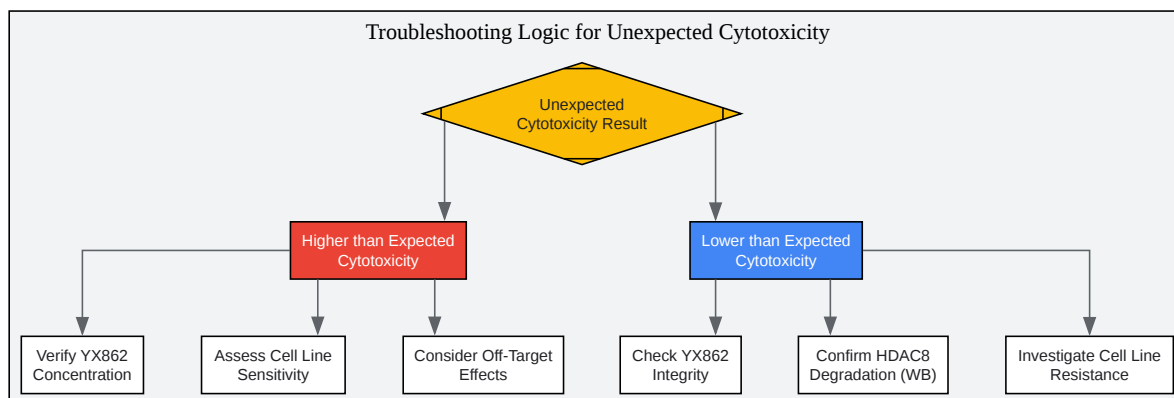 Troubleshooting Logic for Unexpected Cytotoxicity
Unexpected
Cytotoxicity Result
Higher than Expected
Cytotoxicity
Lower than Expected
Cytotoxicity
Verify YX862
Concentration
Assess Cell Line
Sensitivity
Consider Off-Target
Effects
Check YX862
Integrity
Confirm HDAC8
Degradation (WB)
Investigate Cell Line
Resistance